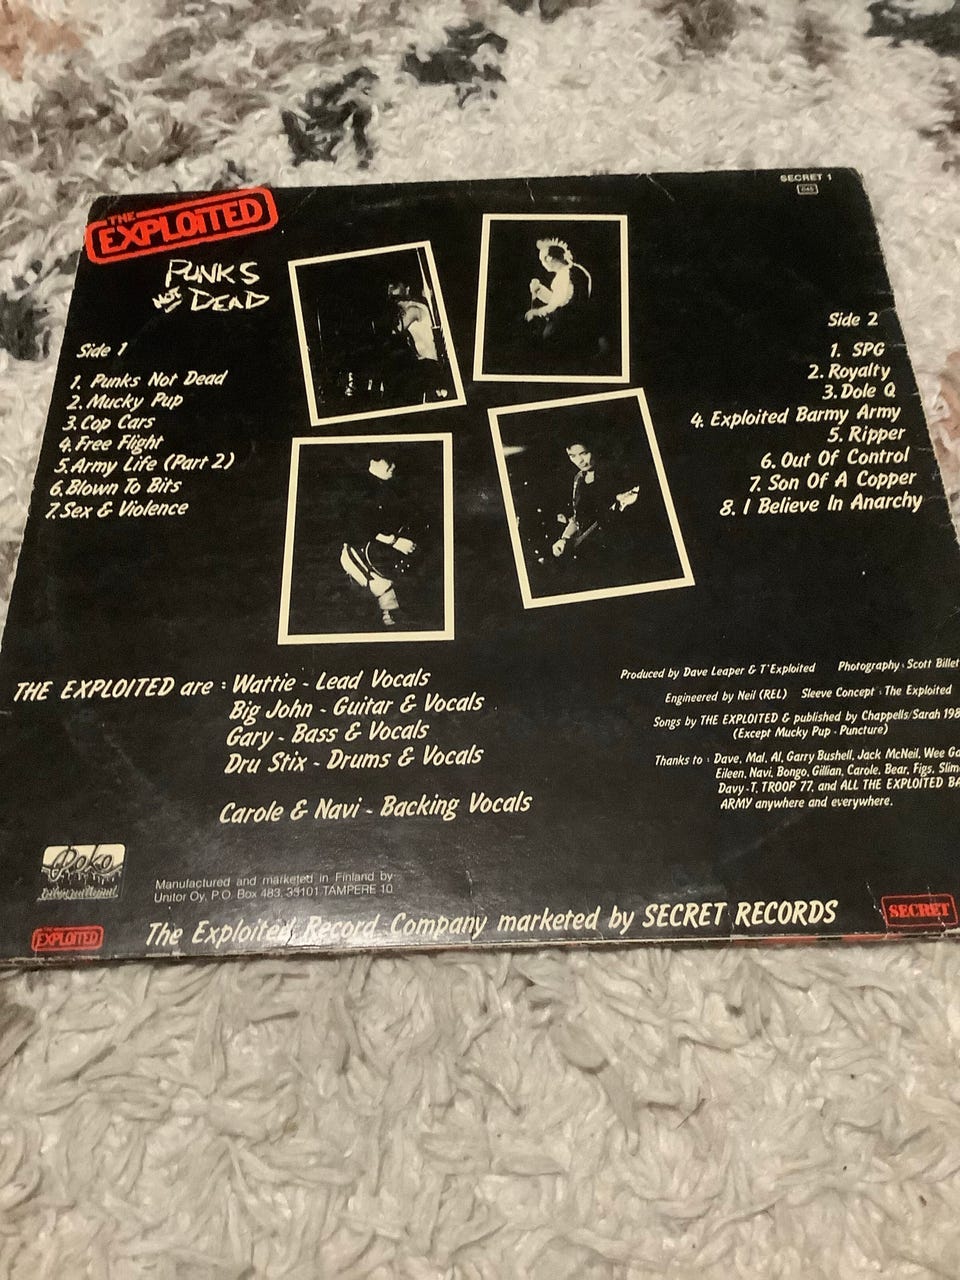 SECRET 1
THE
EXPLOITED
PUNKS
NOT DEAD
Side 1
1. Punks Not Dead
2. Mucky Pup
3. Cop Cars
4. Free Flight
5. Army Life (Part 2)
6. Blown To Bits
7. Sex & Violence
Side 2
1. SPG
2. Royalty
3. Dole Q
4. Exploited Barmy Army
5. Ripper
6. Out Of Control
7. Son Of A Copper
8. I Believe In Anarchy
THE EXPLOITED are : Wattie - Lead Vocals
Big John - Guitar & Vocals
Gary - Bass & Vocals
Dru Stix - Drums & Vocals
Carole & Navi - Backing Vocals
Produced by Dave Leaper & T'Exploited Photography : Scott Billet
Engineered by Neil (REL) Sleeve Concept : The Exploited
Songs by THE EXPLOITED & published by Chappells/Sarah 198
(Except Mucky Pup - Puncture)
Thanks to : Dave, Mal, Al, Garry Bushell, Jack McNeil, Wee Ga
Eileen, Navi, Bongo, Gillian, Carole, Bear, Figs, Slim
Davy-T, TROOP 77, and ALL THE EXPLOITED BA
ARMY anywhere and everywhere.
Poko
Manufactured and marketed in Finland by
Unitor Oy, P.O. Box 483, 33101 TAMPERE 10
THE
EXPLOITED
The Exploited Record Company marketed by SECRET RECORDS
SECRET